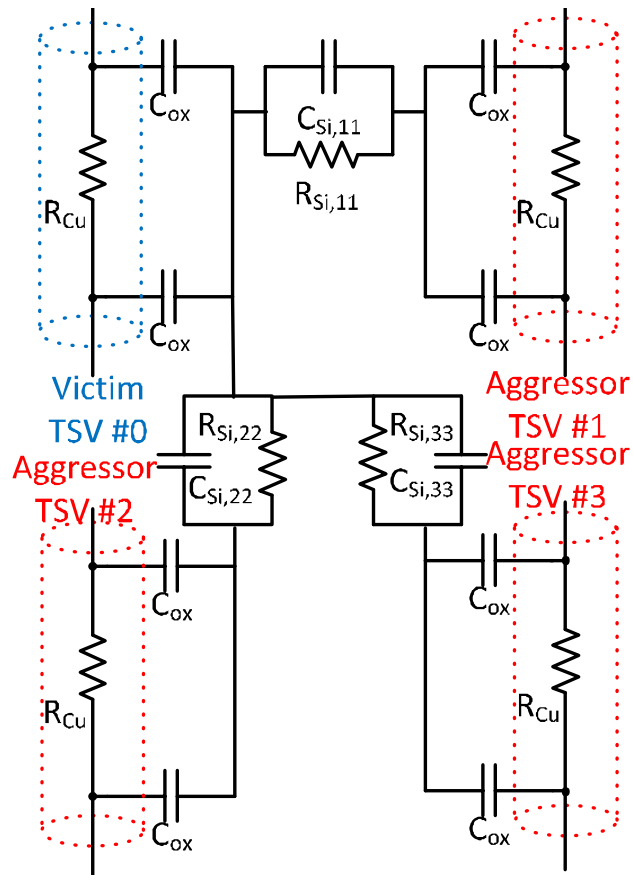 C_ox
C_Si,11
C_ox
R_Cu
R_Si,11
R_Cu
C_ox
C_ox
Victim
TSV #0
Aggressor
TSV #1
R_Si,22
R_Si,33
Aggressor
TSV #2
Aggressor
TSV #3
C_Si,22
C_Si,33
C_ox
C_ox
R_Cu
R_Cu
C_ox
C_ox